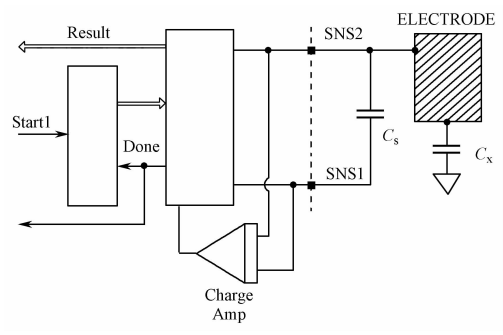 ELECTRODE
Result
SNS2
Start1
Done
Cs
Cx
SNS1
Charge
Amp